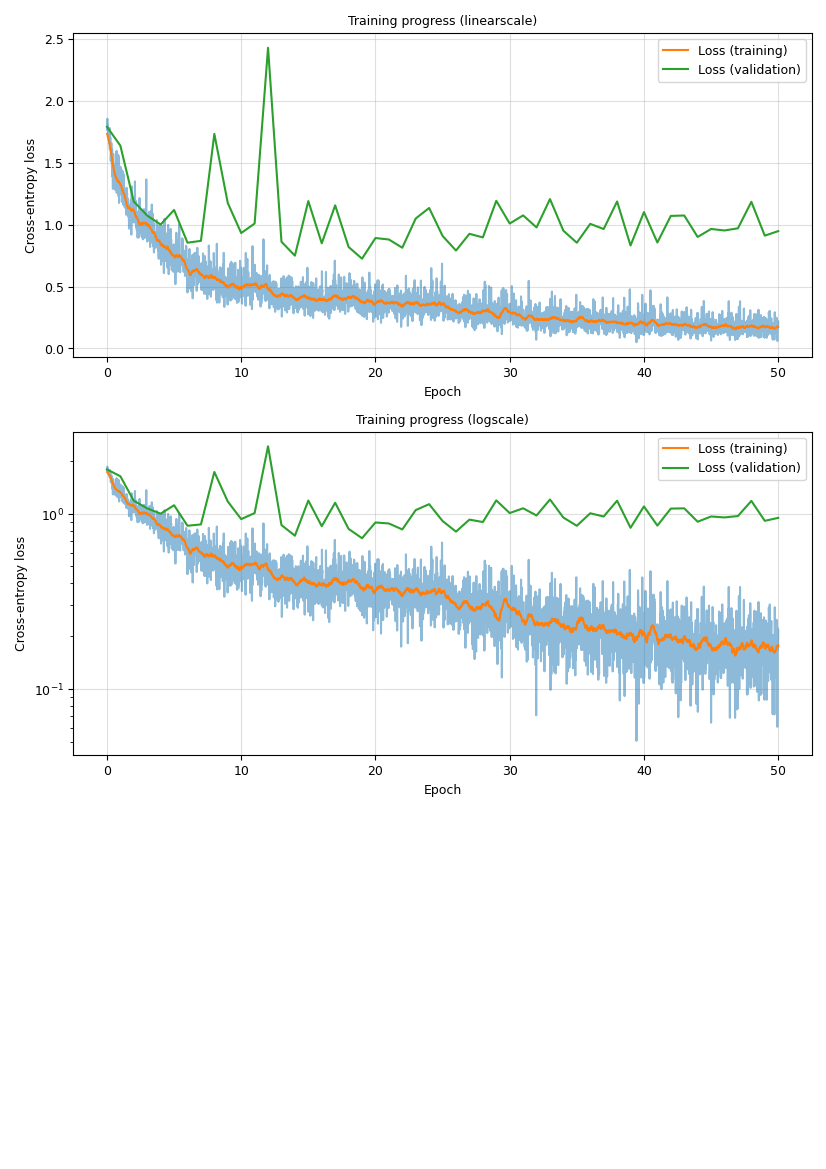 Training progress (linearscale)
2.5
2.0
1.5
1.0
0.5
0.0
Cross-entropy loss
Loss (training)
Loss (validation)
0 10 20 30 40 50
Epoch
Training progress (logscale)
10⁰
10⁻¹
Cross-entropy loss
Loss (training)
Loss (validation)
0 10 20 30 40 50
Epoch